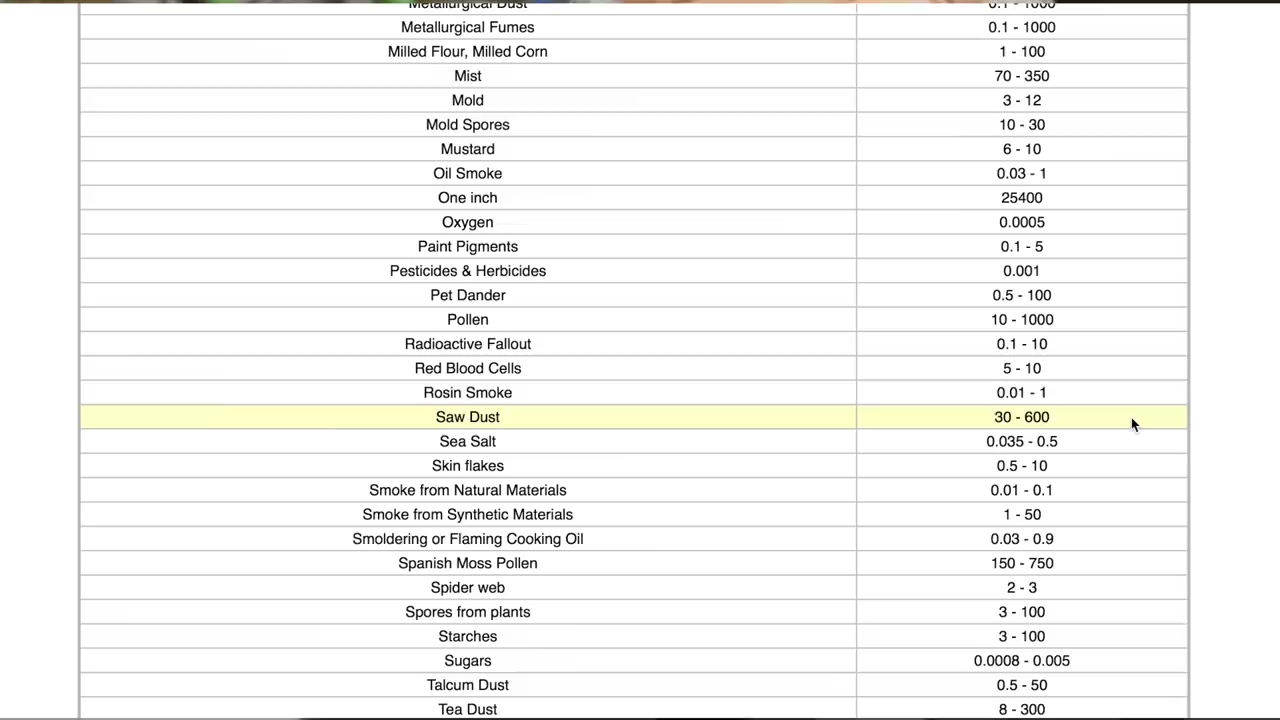 Metallurgical Dust 0.1 - 1000
Metallurgical Fumes 0.1 - 1000
Milled Flour, Milled Corn 1 - 100
Mist 70 - 350
Mold 3 - 12
Mold Spores 10 - 30
Mustard 6 - 10
Oil Smoke 0.03 - 1
One inch 25400
Oxygen 0.0005
Paint Pigments 0.1 - 5
Pesticides & Herbicides 0.001
Pet Dander 0.5 - 100
Pollen 10 - 1000
Radioactive Fallout 0.1 - 10
Red Blood Cells 5 - 10
Rosin Smoke 0.01 - 1
Saw Dust 30 - 600
Sea Salt 0.035 - 0.5
Skin flakes 0.5 - 10
Smoke from Natural Materials 0.01 - 0.1
Smoke from Synthetic Materials 1 - 50
Smoldering or Flaming Cooking Oil 0.03 - 0.9
Spanish Moss Pollen 150 - 750
Spider web 2 - 3
Spores from plants 3 - 100
Starches 3 - 100
Sugars 0.0008 - 0.005
Talcum Dust 0.5 - 50
Tea Dust 8 - 300